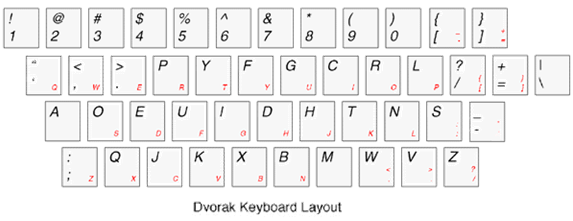 ! @ # $ % ^ & * ( ) { }
1 2 3 4 5 6 7 8 9 0 [ ] =
" < > P Y F G C R L ? + |
' Q , W . E R T Y U I O P / { [ = } ] \
A O E U I D H T N S _
S D F G H J K L : ; -
: Q J K X B M W V Z
; Z X C V B N < , > . ? /
Dvorak Keyboard Layout